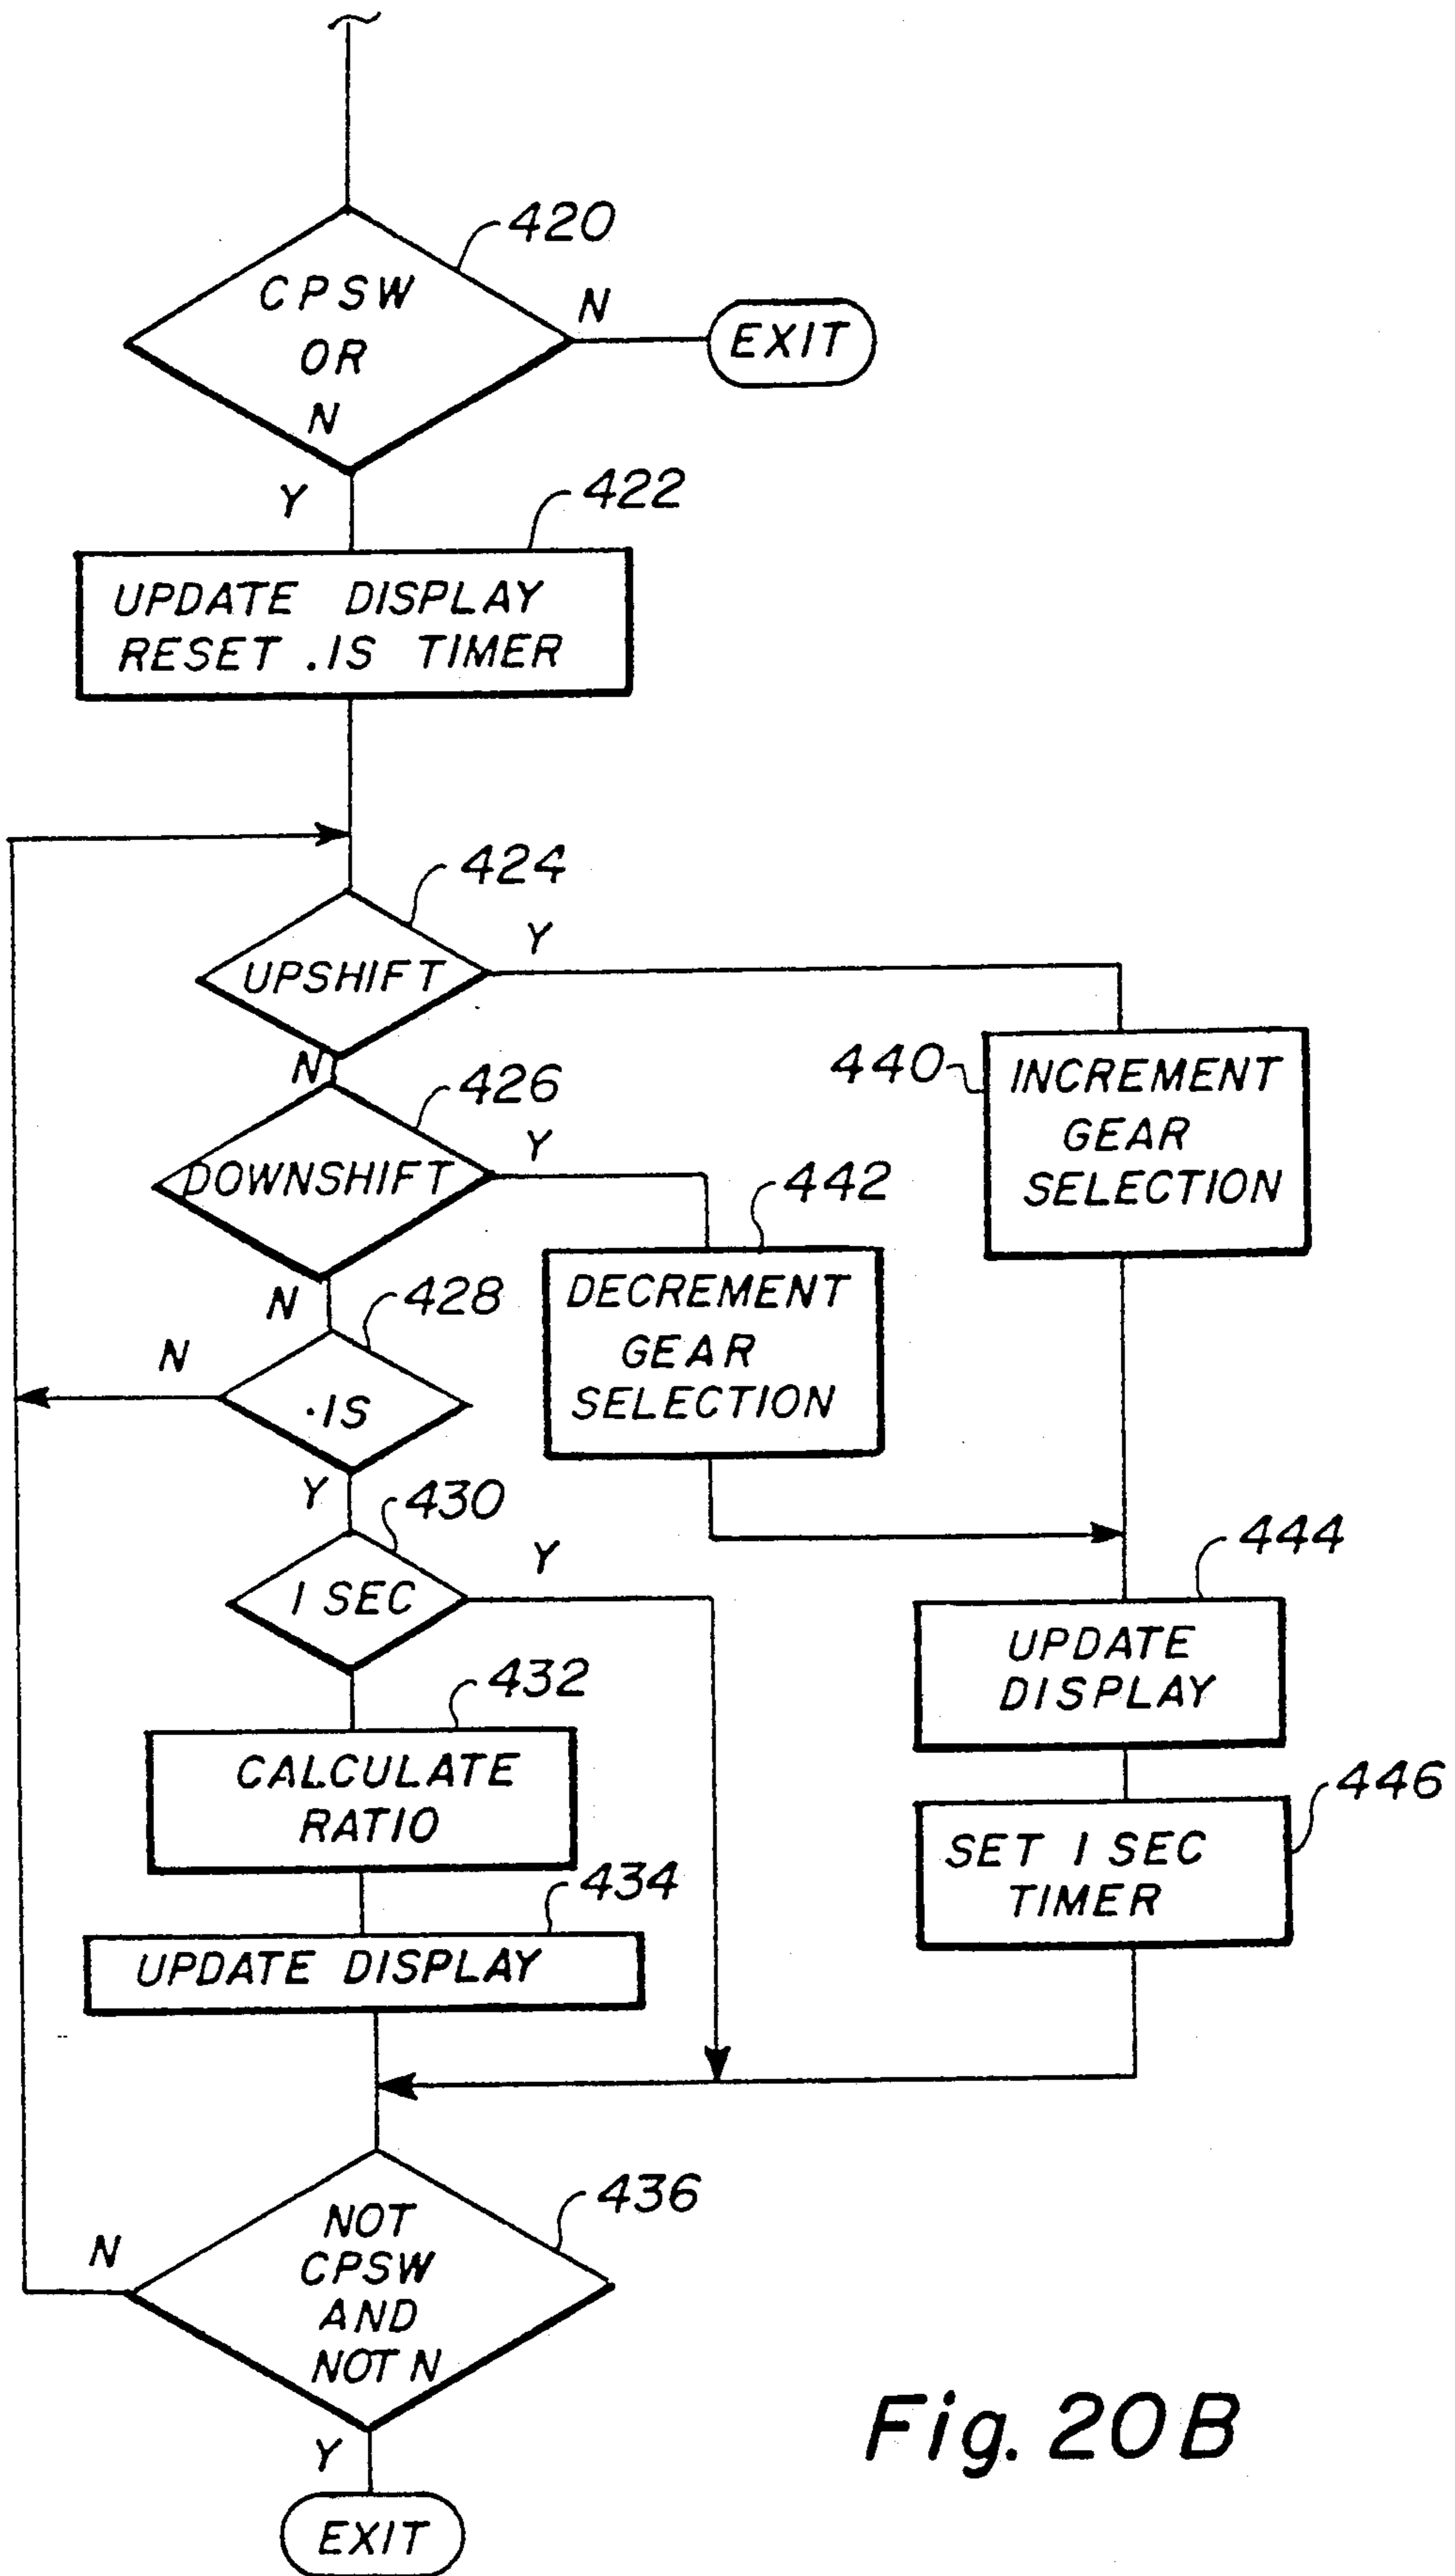 420
CPSW
OR
N
N
EXIT
Y
422
UPDATE DISPLAY
RESET .1S TIMER
424
UPSHIFT
Y
N
440
INCREMENT
GEAR
SELECTION
426
DOWNSHIFT
Y
442
DECREMENT
GEAR
SELECTION
N
428
N
.1S
Y
430
1 SEC
Y
444
UPDATE
DISPLAY
432
CALCULATE
RATIO
446
SET 1 SEC
TIMER
434
UPDATE DISPLAY
436
NOT
CPSW
AND
NOT N
N
Y
EXIT
Fig. 20B